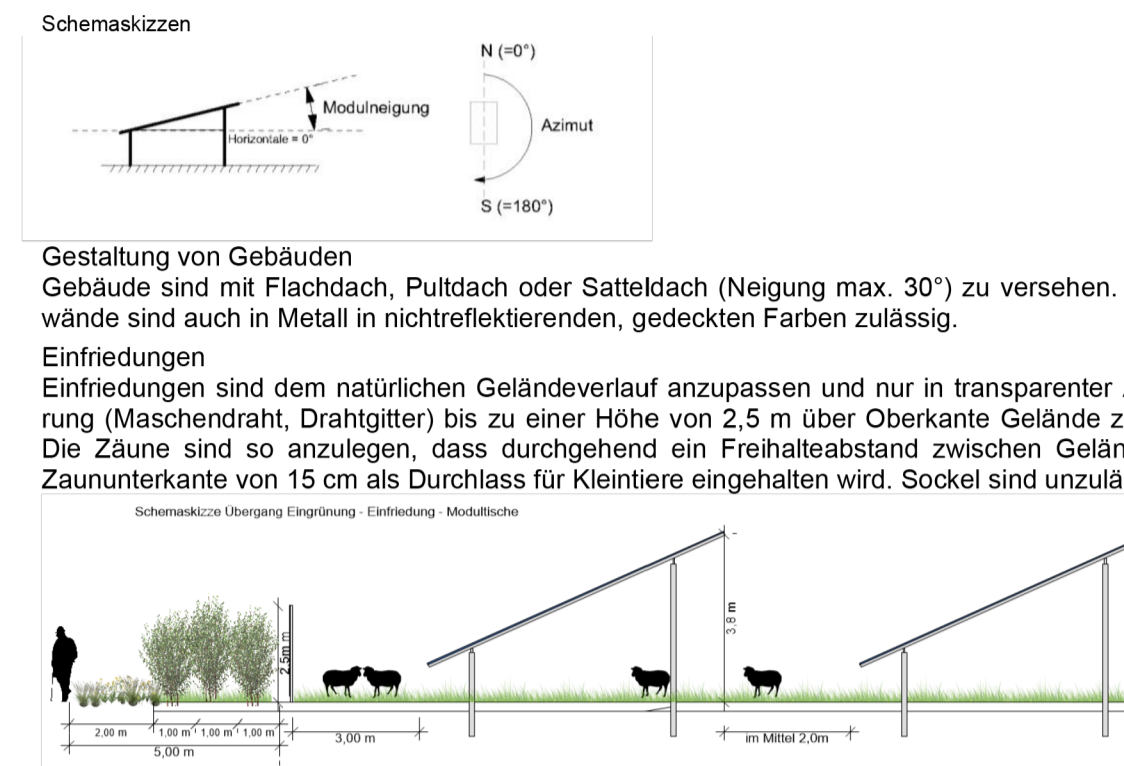 Schemaskizzen
N (=0°)
Modulneigung
Horizontale = 0°
Azimut
S (=180°)
Gestaltung von Gebäuden
Gebäude sind mit Flachdach, Pultdach oder Satteldach (Neigung max. 30°) zu versehen.
wände sind auch in Metall in nichtreflektierenden, gedeckten Farben zulässig.
Einfriedungen
Einfriedungen sind dem natürlichen Geländeverlauf anzupassen und nur in transparenter
rung (Maschendraht, Drahtgitter) bis zu einer Höhe von 2,5 m über Oberkante Gelände z
Die Zäune sind so anzulegen, dass durchgehend ein Freihalteabstand zwischen Gelän
Zaununterkante von 15 cm als Durchlass für Kleintiere eingehalten wird. Sockel sind unzulä
Schemaskizze Übergang Eingrünung - Einfriedung - Modultische
2,5m m
3,8 m
2,00 m
1,00 m
1,00 m
1,00 m
5,00 m
3,00 m
im Mittel 2,0m